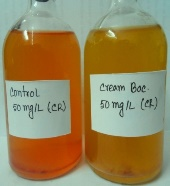 Control
50 mg/L (CR)
Cream Bac.
50 mg/L (CR)